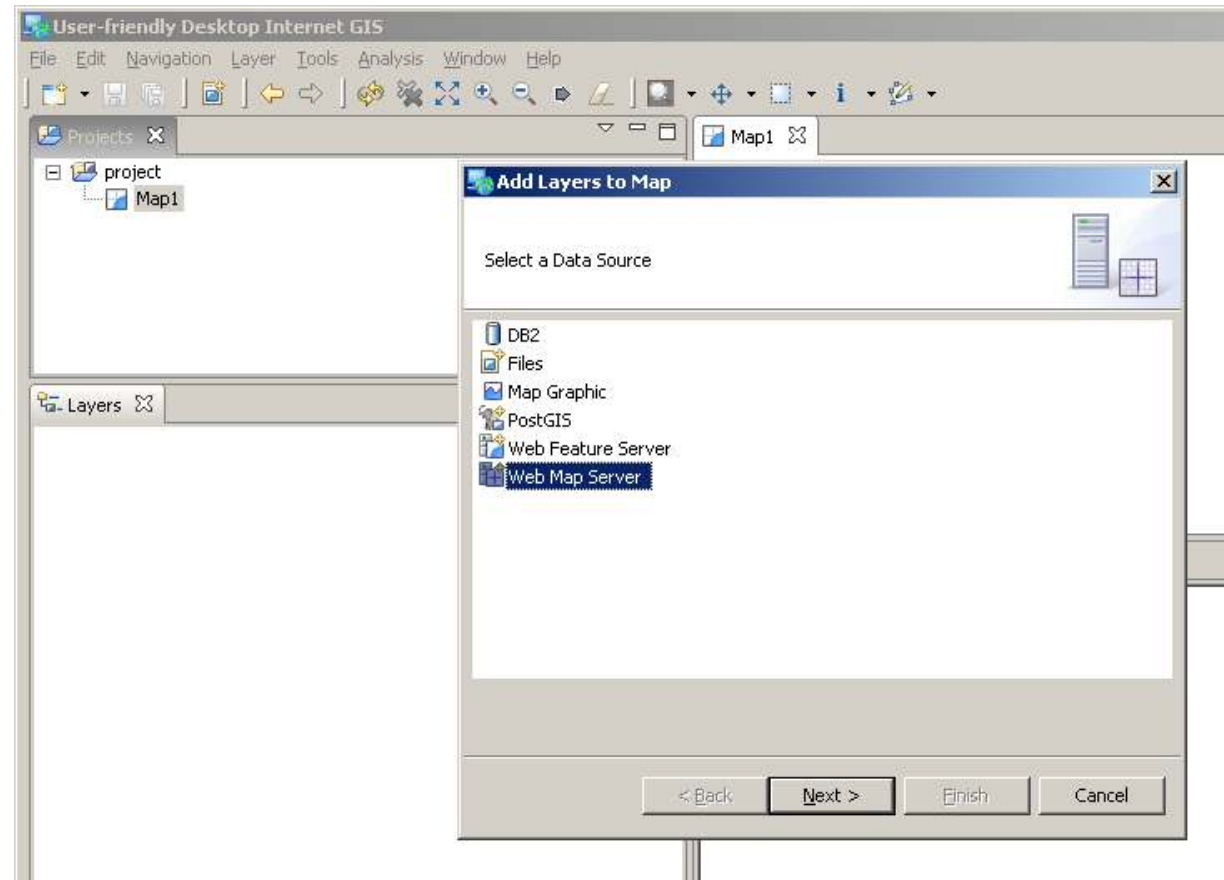 User-friendly Desktop Internet GIS
File Edit Navigation Layer Tools Analysis Window Help
Projects
Map1
project
Map1
Add Layers to Map
Select a Data Source
DB2
Files
Map Graphic
PostGIS
Web Feature Server
Web Map Server
Layers
< Back Next > Finish Cancel